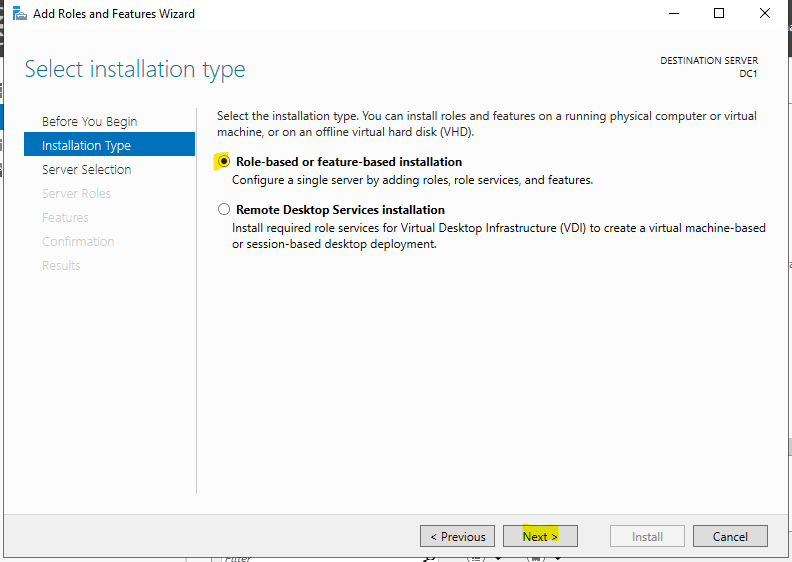 Add Roles and Features Wizard
Select installation type
DESTINATION SERVER
DC1
Before You Begin
Installation Type
Server Selection
Server Roles
Features
Confirmation
Results
Select the installation type. You can install roles and features on a running physical computer or virtual
machine, or on an offline virtual hard disk (VHD).
Role-based or feature-based installation
Configure a single server by adding roles, role services, and features.
Remote Desktop Services installation
Install required role services for Virtual Desktop Infrastructure (VDI) to create a virtual machine-based
or session-based desktop deployment.
< Previous
Next >
Install
Cancel
Filter